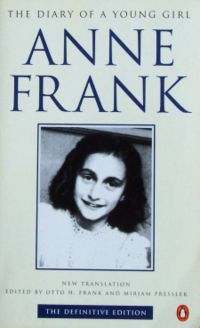 THE DIARY OF A YOUNG GIRL
ANNE
FRANK
NEW TRANSLATION
EDITED BY OTTO H. FRANK AND MIRJAM PRESSLER
THE DEFINITIVE EDITION